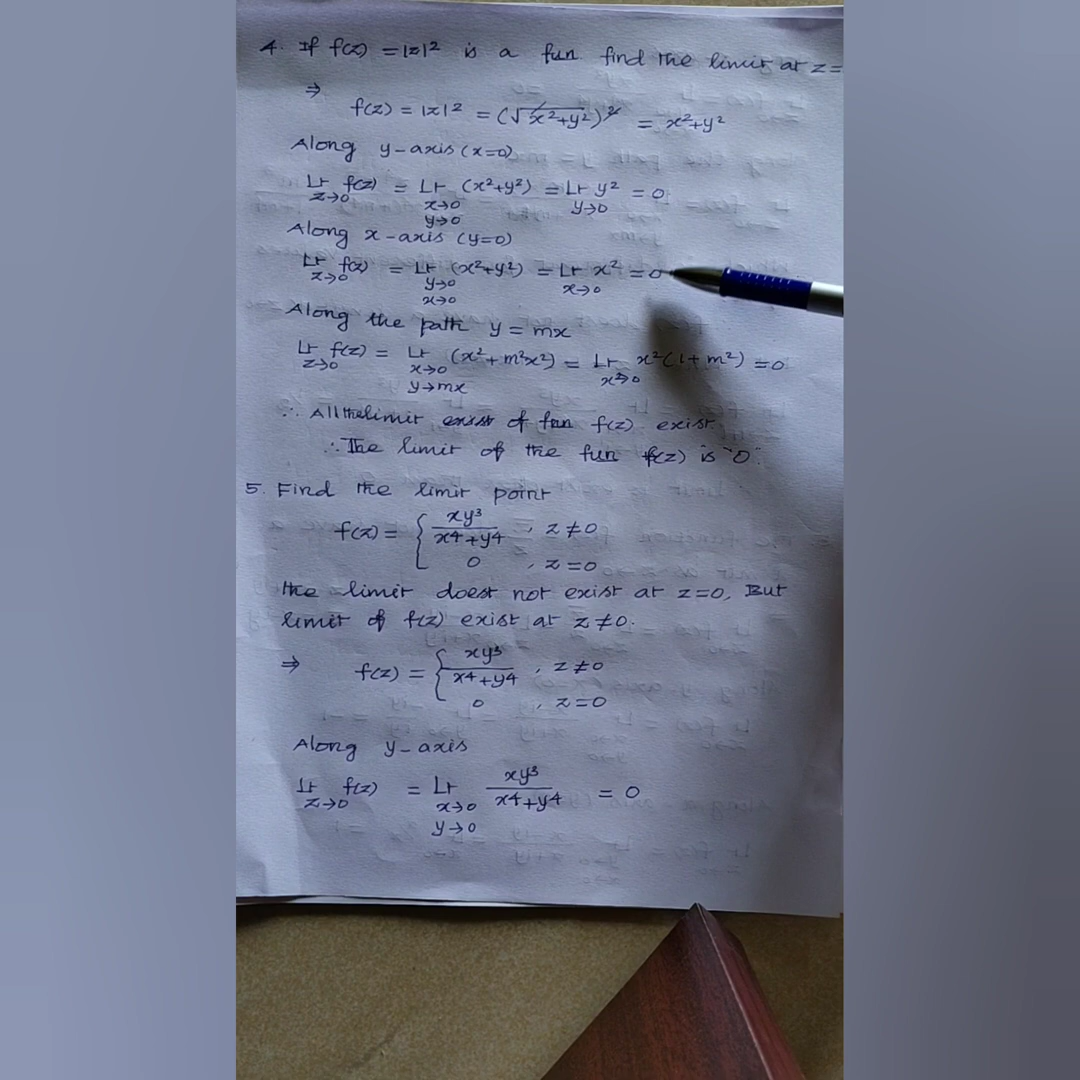 4. If f(z) = |z|² is a fun find the limit at z=
⇒
f(z) = |z|² = (√x²+y²)² = x²+y²
Along y-axis (x=0)
Lt f(z) = Lt (x²+y²) = Lt y² = 0
z→0 x→0 y→0
y→0
Along x-axis (y=0)
Lt f(z) = Lt (x²+y²) = Lt x² = 0
z→0 y→0 x→0
x→0
Along the path y = mx
Lt f(z) = Lt (x²+m²x²) = Lt x²(1+m²) = 0
z→0 x→0 x²→0
y→mx
∴ All the limit exist of fun f(z) exist
∴ The limit of the fun f(z) is "0".
5. Find the limit point
f(z) = { xy³/x⁴+y⁴ , z≠0
0 , z=0
the limit doest not exist at z=0, But
limit of f(z) exist at z≠0.
⇒ f(z) = { xy³/x⁴+y⁴ , z≠0
0 , z=0
Along y-axis
Lt f(z) = Lt xy³/x⁴+y⁴ = 0
z→0 x→0
y→0